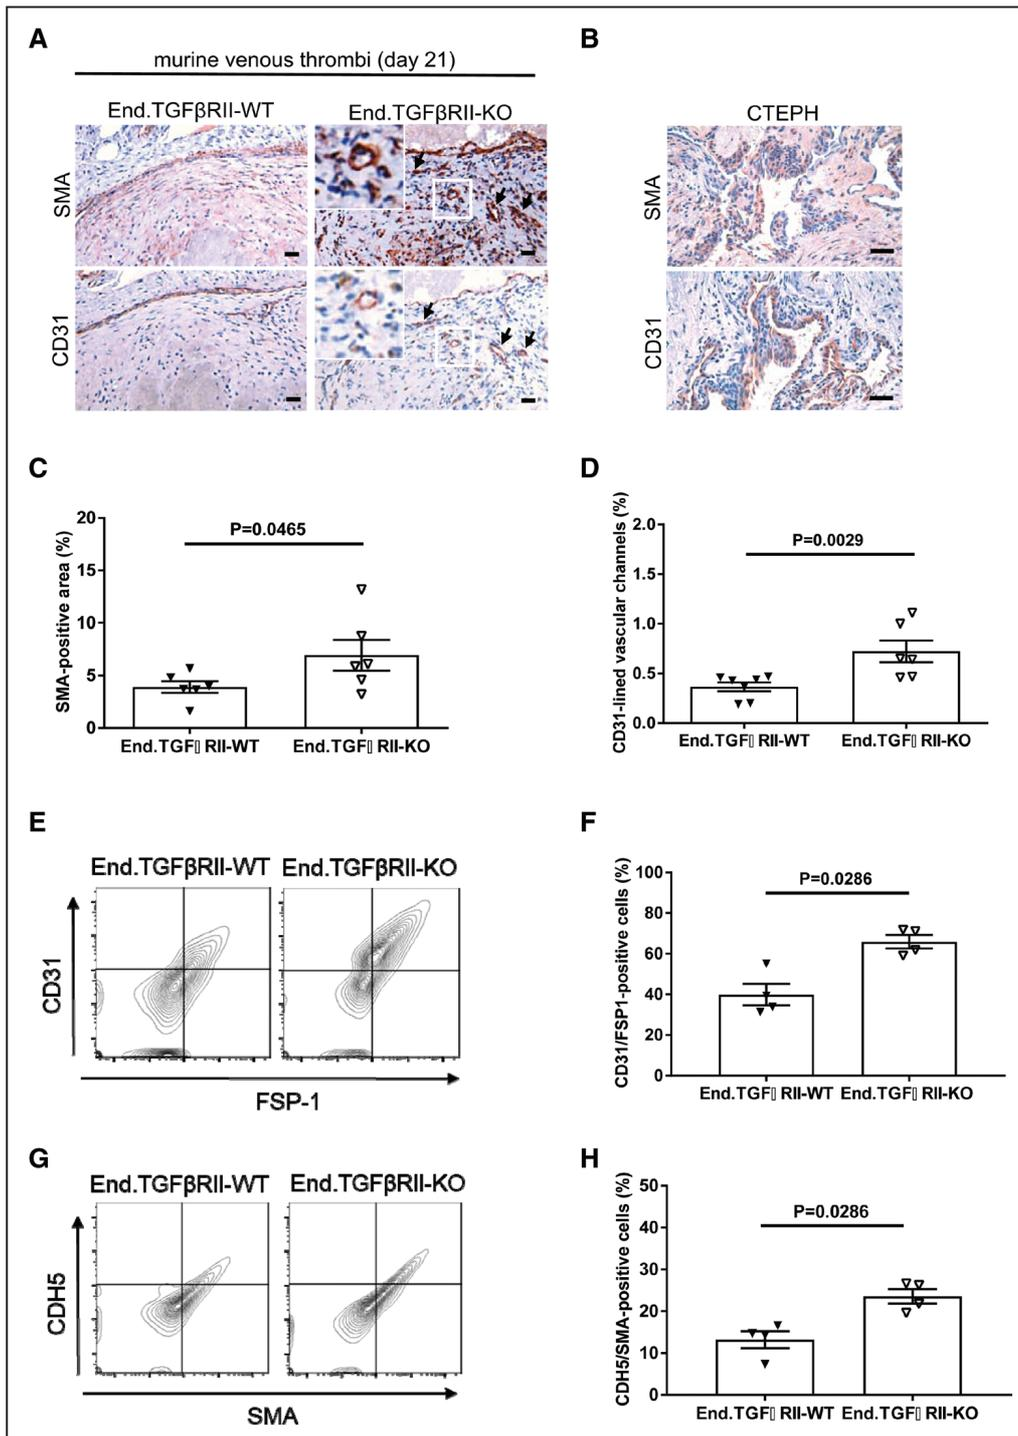 A
B
murine venous thrombi (day 21)
End.TGFβRII-WT
End.TGFβRII-KO
CTEPH
SMA
SMA
CD31
CD31
C
D
SMA-positive area (%)
20
15
10
5
0
P=0.0465
End.TGF▯ RII-WT
End.TGF▯ RII-KO
CD31-lined vascular channels (%)
2.0
1.5
1.0
0.5
0.0
P=0.0029
End.TGF▯ RII-WT
End.TGF▯ RII-KO
E
F
End.TGFβRII-WT
End.TGFβRII-KO
CD31
FSP-1
CD31/FSP1-positive cells (%)
100
80
60
40
20
0
P=0.0286
End.TGF▯ RII-WT
End.TGF▯ RII-KO
G
H
End.TGFβRII-WT
End.TGFβRII-KO
CDH5
SMA
CDH5/SMA-positive cells (%)
50
40
30
20
10
0
P=0.0286
End.TGF▯ RII-WT
End.TGF▯ RII-KO